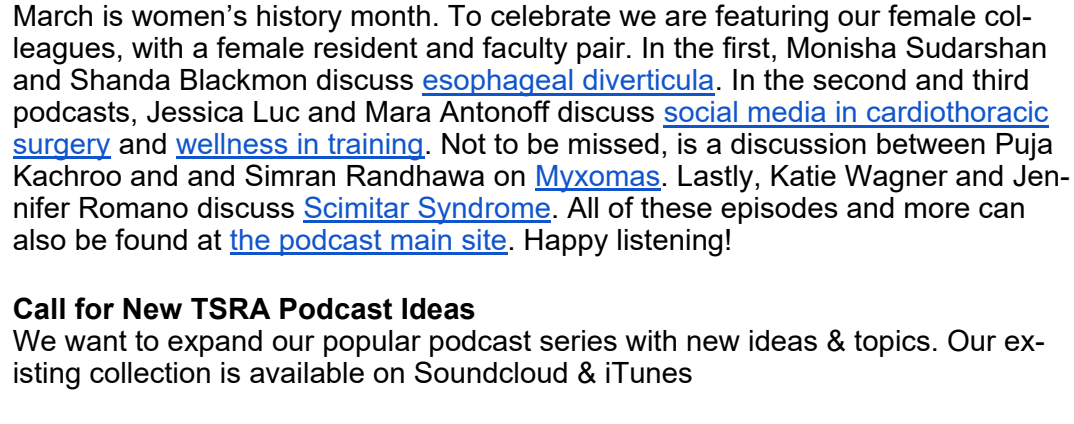 March is women’s history month. To celebrate we are featuring our female col-
leagues, with a female resident and faculty pair. In the first, Monisha Sudarshan
and Shanda Blackmon discuss esophageal diverticula. In the second and third
podcasts, Jessica Luc and Mara Antonoff discuss social media in cardiothoracic
surgery and wellness in training. Not to be missed, is a discussion between Puja
Kachroo and and Simran Randhawa on Myxomas. Lastly, Katie Wagner and Jen-
nifer Romano discuss Scimitar Syndrome. All of these episodes and more can
also be found at the podcast main site. Happy listening!
Call for New TSRA Podcast Ideas
We want to expand our popular podcast series with new ideas & topics. Our ex-
isting collection is available on Soundcloud & iTunes